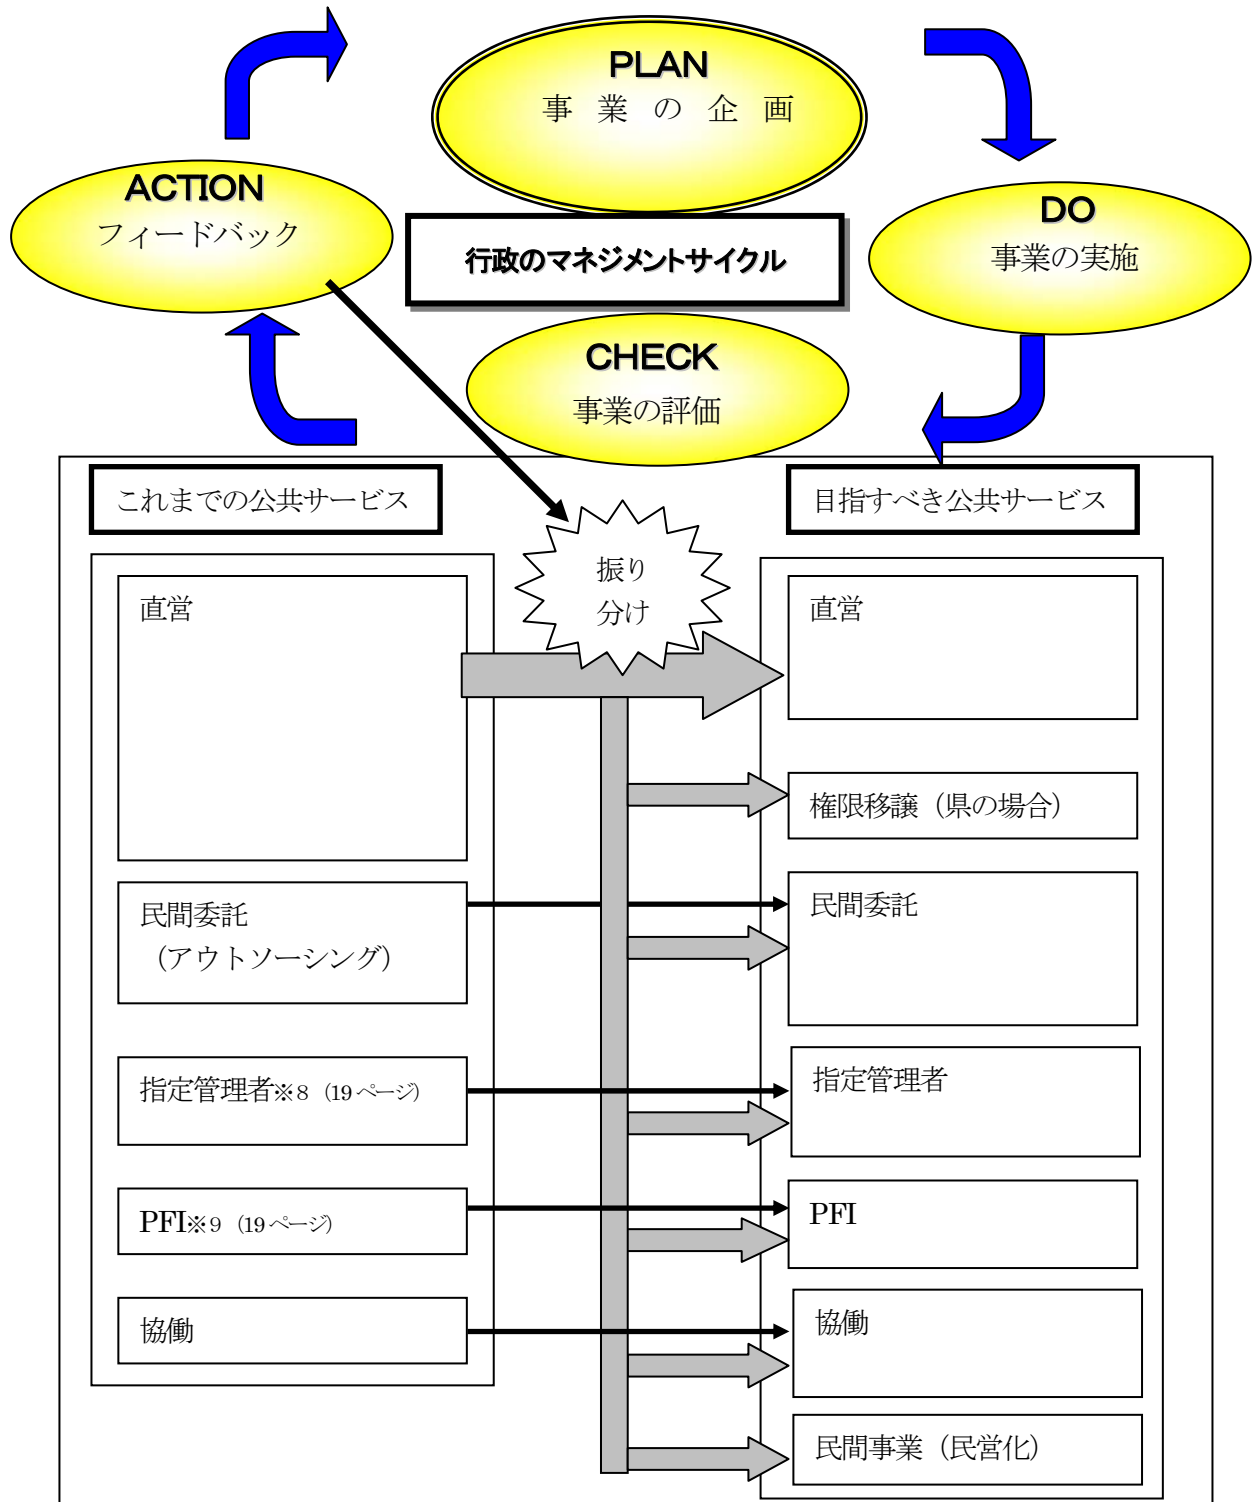 PLAN
事業の企画
ACTION
フィードバック
DO
事業の実施
行政のマネジメントサイクル
CHECK
事業の評価
これまでの公共サービス
目指すべき公共サービス
振り
分け
直営
直営
権限移譲（県の場合）
民間委託
（アウトソーシング）
民間委託
指定管理者※8（19ページ）
指定管理者
PFI※9（19ページ）
PFI
協働
協働
民間事業（民営化）